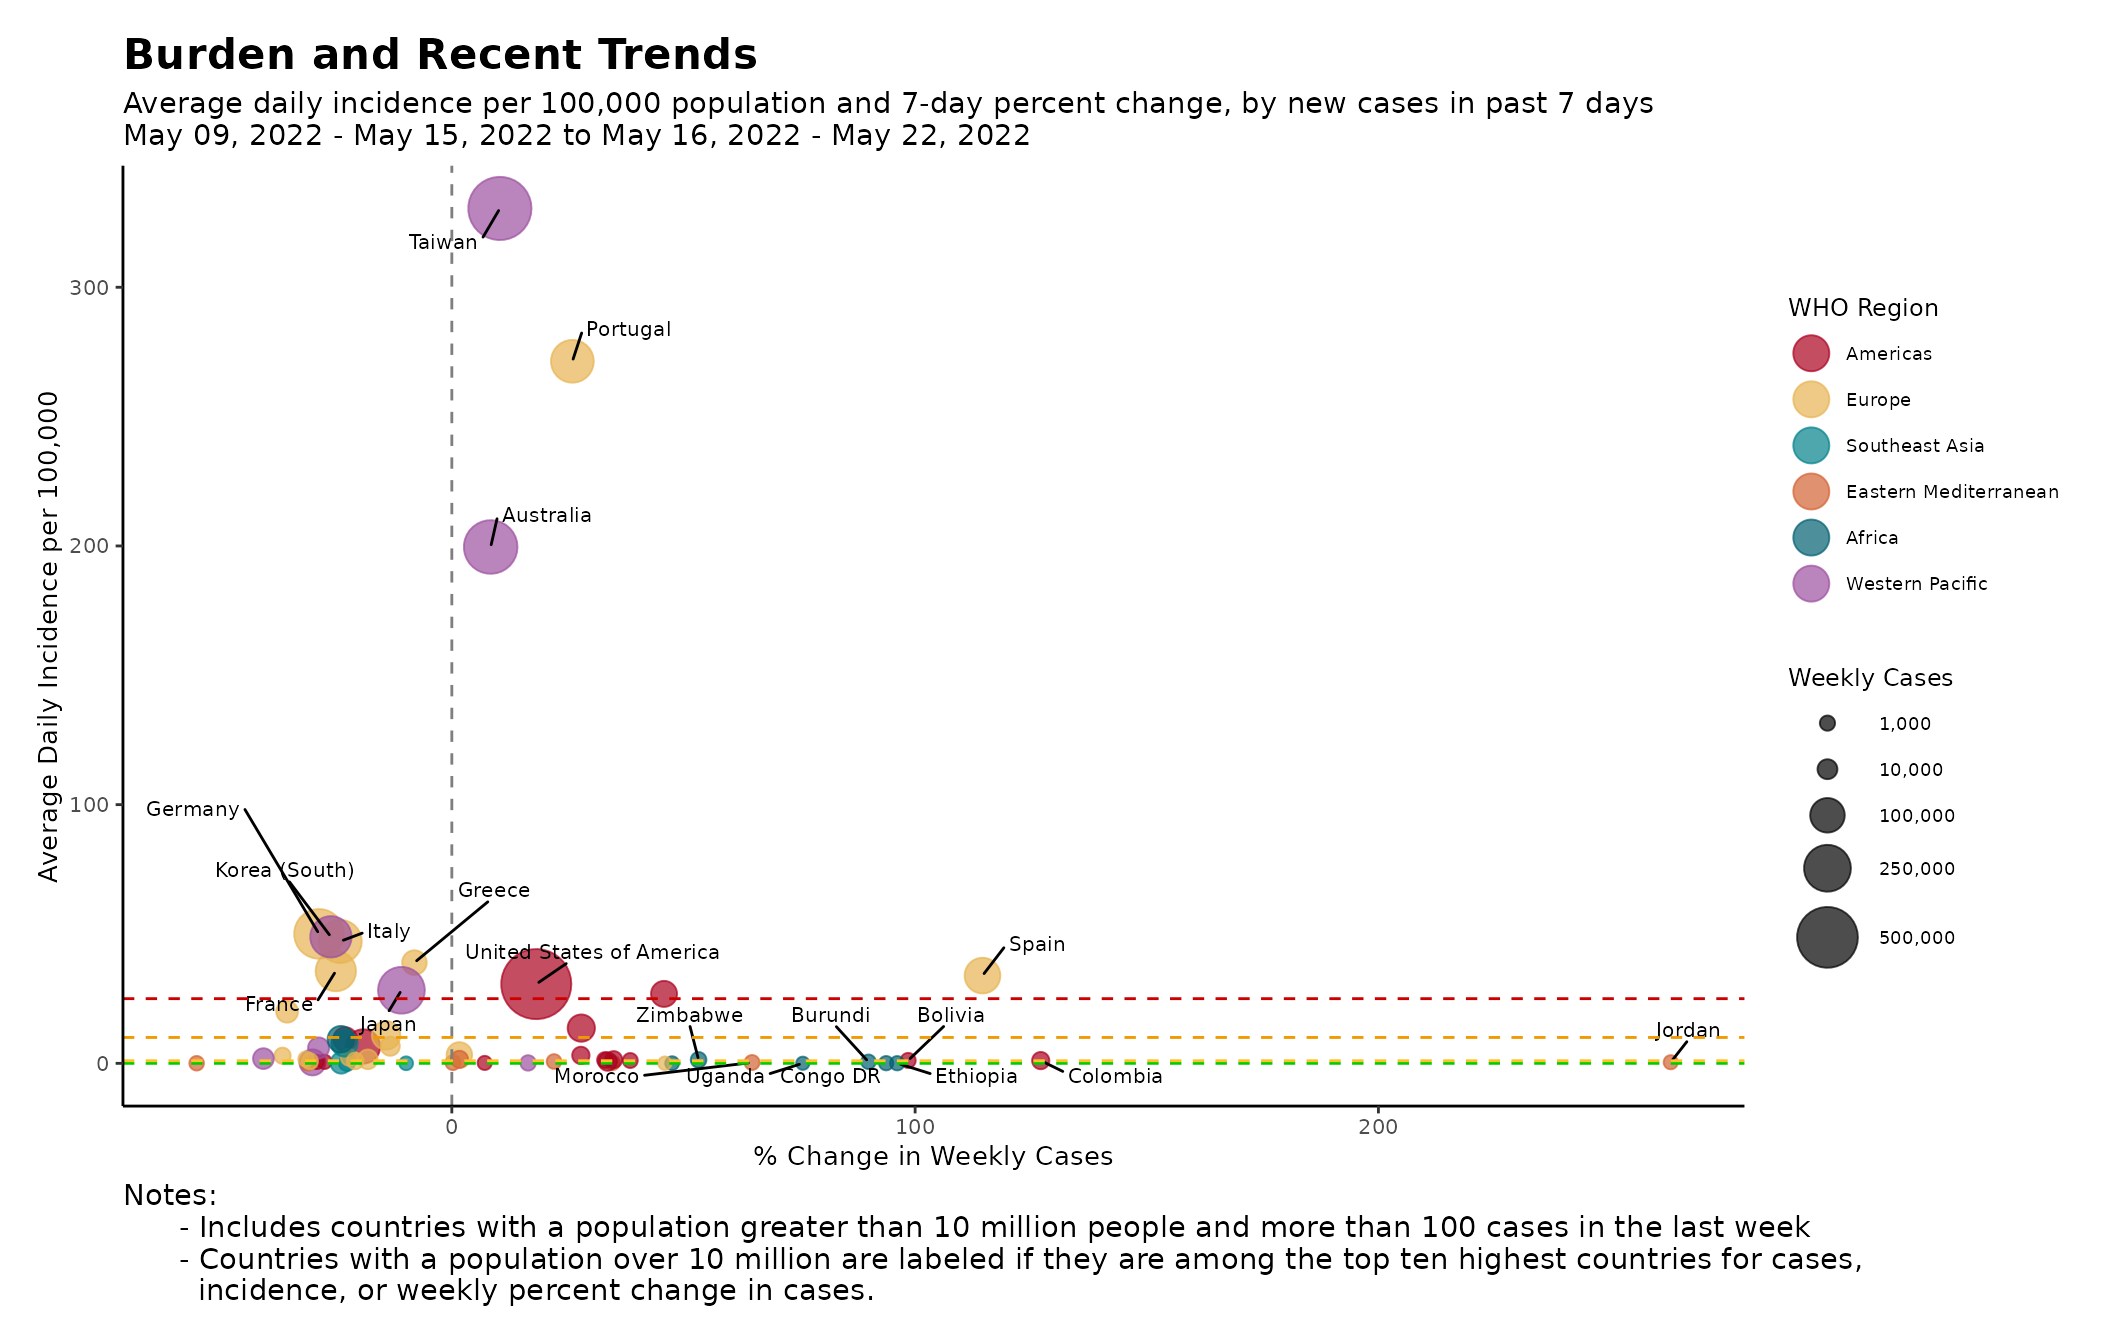 Burden and Recent Trends
Average daily incidence per 100,000 population and 7-day percent change, by new cases in past 7 days
May 09, 2022 - May 15, 2022 to May 16, 2022 - May 22, 2022
Average Daily Incidence per 100,000
300
200
100
0
Taiwan
Portugal
Australia
Germany
Korea (South)
Greece
Italy
United States of America
Spain
France
Japan
Zimbabwe
Burundi
Bolivia
Jordan
Morocco
Uganda
Congo DR
Ethiopia
Colombia
0
100
200
% Change in Weekly Cases
WHO Region
Americas
Europe
Southeast Asia
Eastern Mediterranean
Africa
Western Pacific
Weekly Cases
1,000
10,000
100,000
250,000
500,000
Notes:
- Includes countries with a population greater than 10 million people and more than 100 cases in the last week
- Countries with a population over 10 million are labeled if they are among the top ten highest countries for cases,
incidence, or weekly percent change in cases.